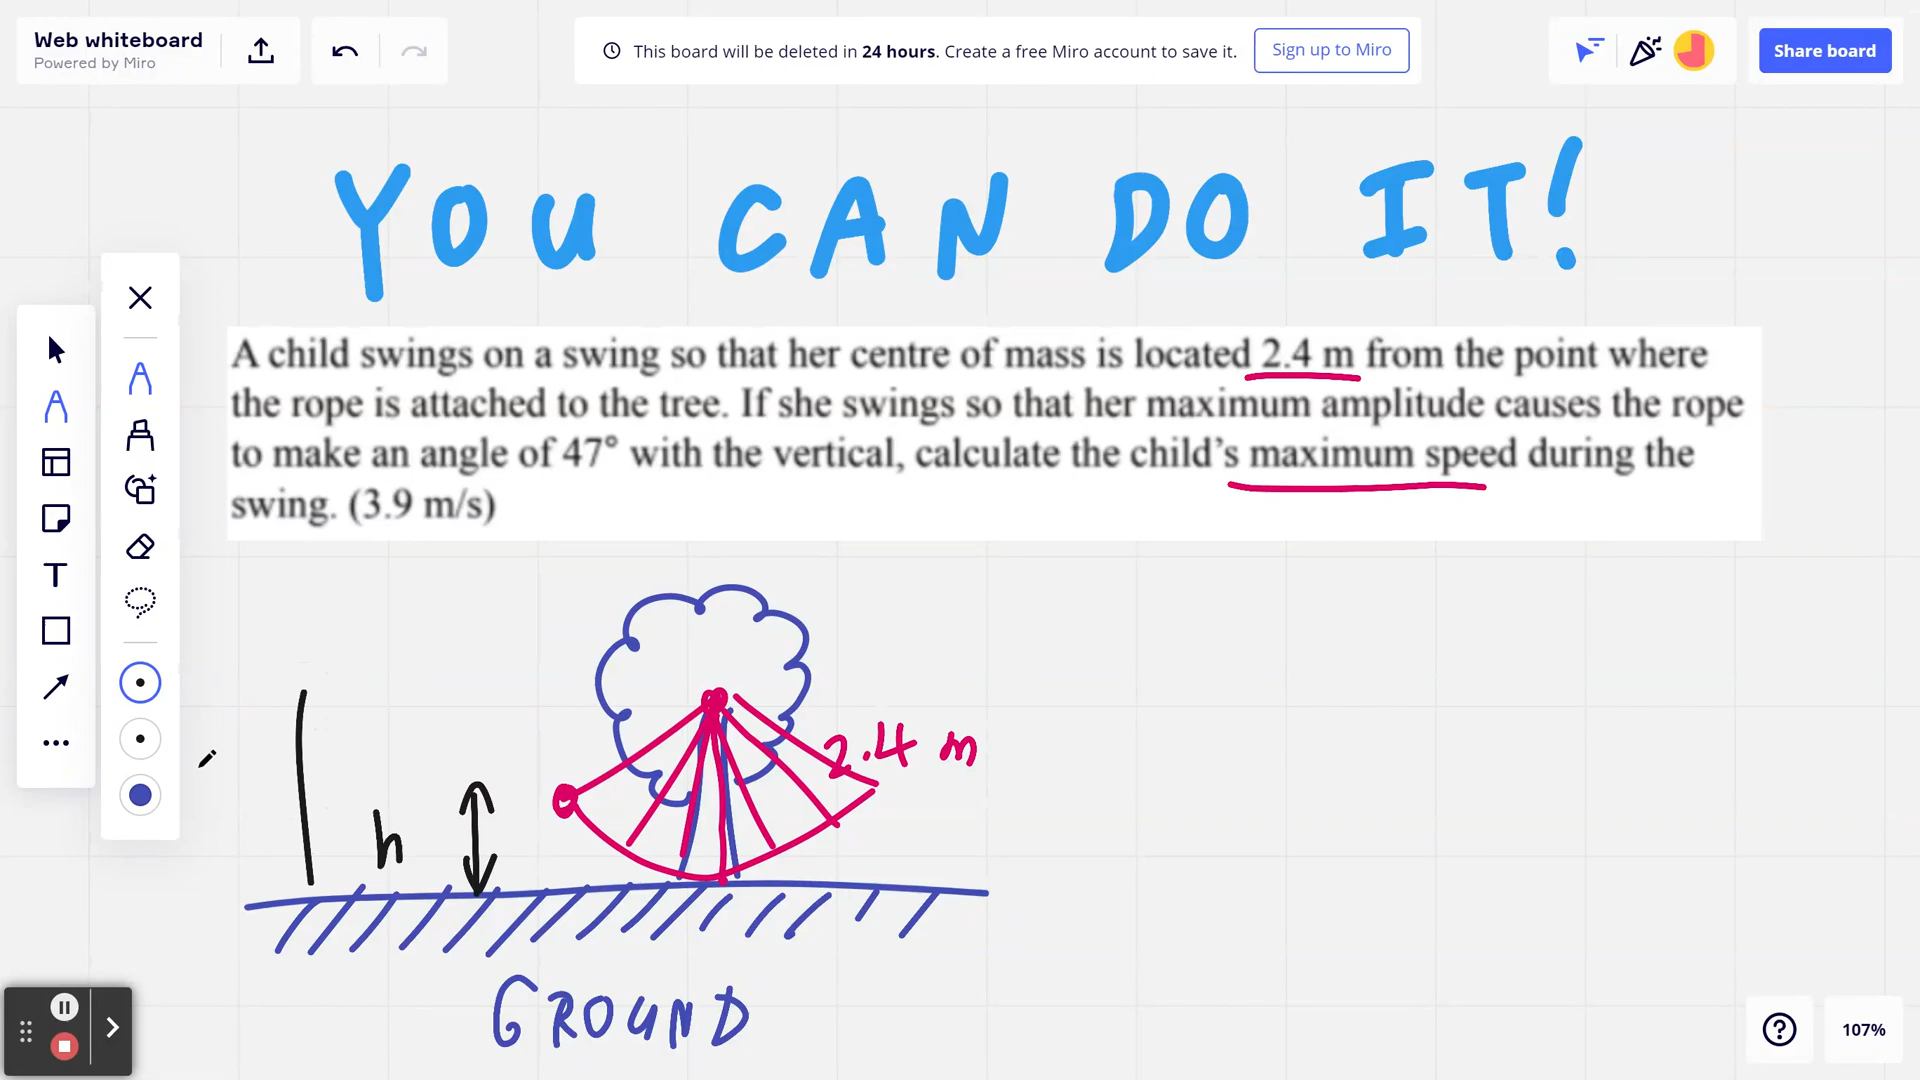 Web whiteboard
Powered by Miro
This board will be deleted in 24 hours. Create a free Miro account to save it.
Sign up to Miro
Share board
YOU CAN DO IT!
A child swings on a swing so that her centre of mass is located 2.4 m from the point where
the rope is attached to the tree. If she swings so that her maximum amplitude causes the rope
to make an angle of 47° with the vertical, calculate the child's maximum speed during the
swing. (3.9 m/s)
2.4 m
h
GROUND
107%